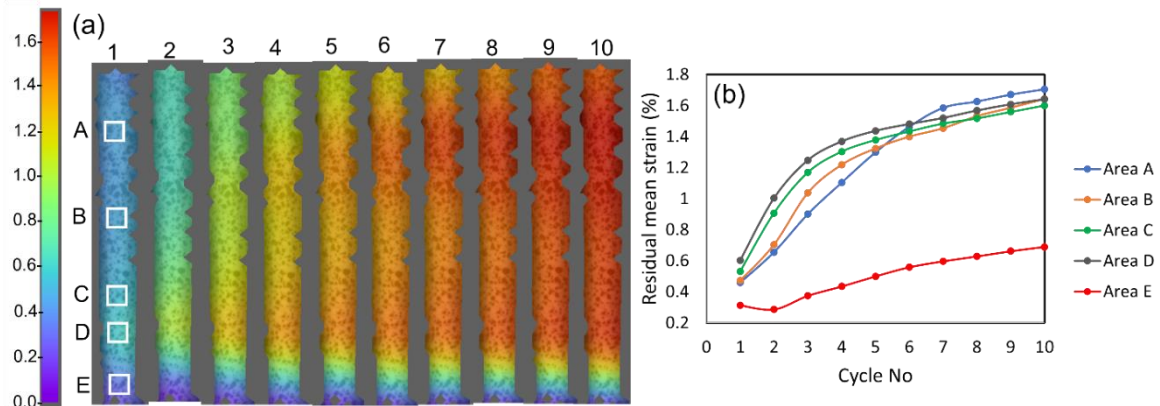 (a)
1 2 3 4 5 6 7 8 9 10
1.6
1.4
1.2
1.0
0.8
0.6
0.4
0.2
0.0
A
B
C
D
E
(b)
Residual mean strain (%)
1.8
1.6
1.4
1.2
1
0.8
0.6
0.4
0.2
0 1 2 3 4 5 6 7 8 9 10
Cycle No
Area A
Area B
Area C
Area D
Area E